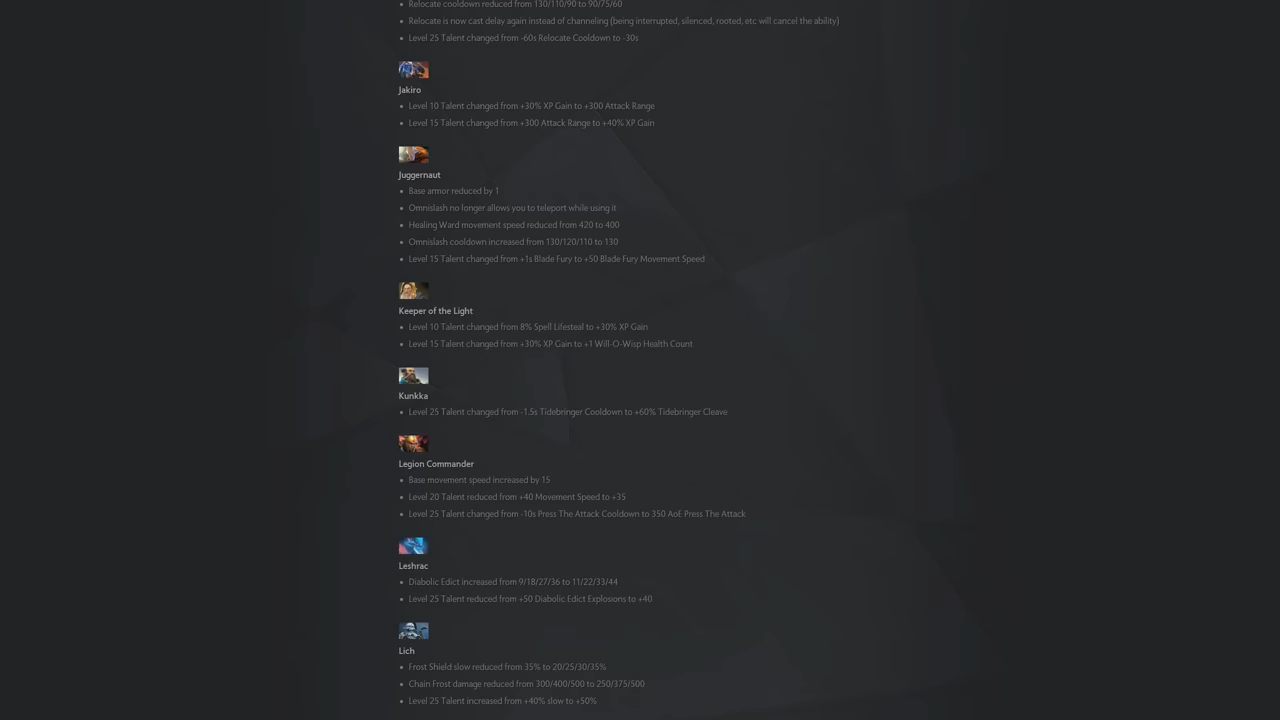 Relocate cooldown reduced from 130/110/90 to 90/75/60
Relocate is now cast delay again instead of channeling (being interrupted, silenced, rooted, etc will cancel the ability)
Level 25 Talent changed from -60s Relocate Cooldown to -30s
Jakiro
Level 10 Talent changed from +30% XP Gain to +300 Attack Range
Level 15 Talent changed from +300 Attack Range to +40% XP Gain
Juggernaut
Base armor reduced by 1
Omnislash no longer allows you to teleport while using it
Healing Ward movement speed reduced from 420 to 400
Omnislash cooldown increased from 130/120/110 to 130
Level 15 Talent changed from +1s Blade Fury to +50 Blade Fury Movement Speed
Keeper of the Light
Level 10 Talent changed from 8% Spell Lifesteal to +30% XP Gain
Level 15 Talent changed from +30% XP Gain to +1 Will-O-Wisp Health Count
Kunkka
Level 25 Talent changed from -1.5s Tidebringer Cooldown to +60% Tidebringer Cleave
Legion Commander
Base movement speed increased by 15
Level 20 Talent reduced from +40 Movement Speed to +35
Level 25 Talent changed from -10s Press The Attack Cooldown to 350 AoE Press The Attack
Leshrac
Diabolic Edict increased from 9/18/27/36 to 11/22/33/44
Level 25 Talent reduced from +50 Diabolic Edict Explosions to +40
Lich
Frost Shield slow reduced from 35% to 20/25/30/35%
Chain Frost damage reduced from 300/400/500 to 250/375/500
Level 25 Talent increased from +40% slow to +50%